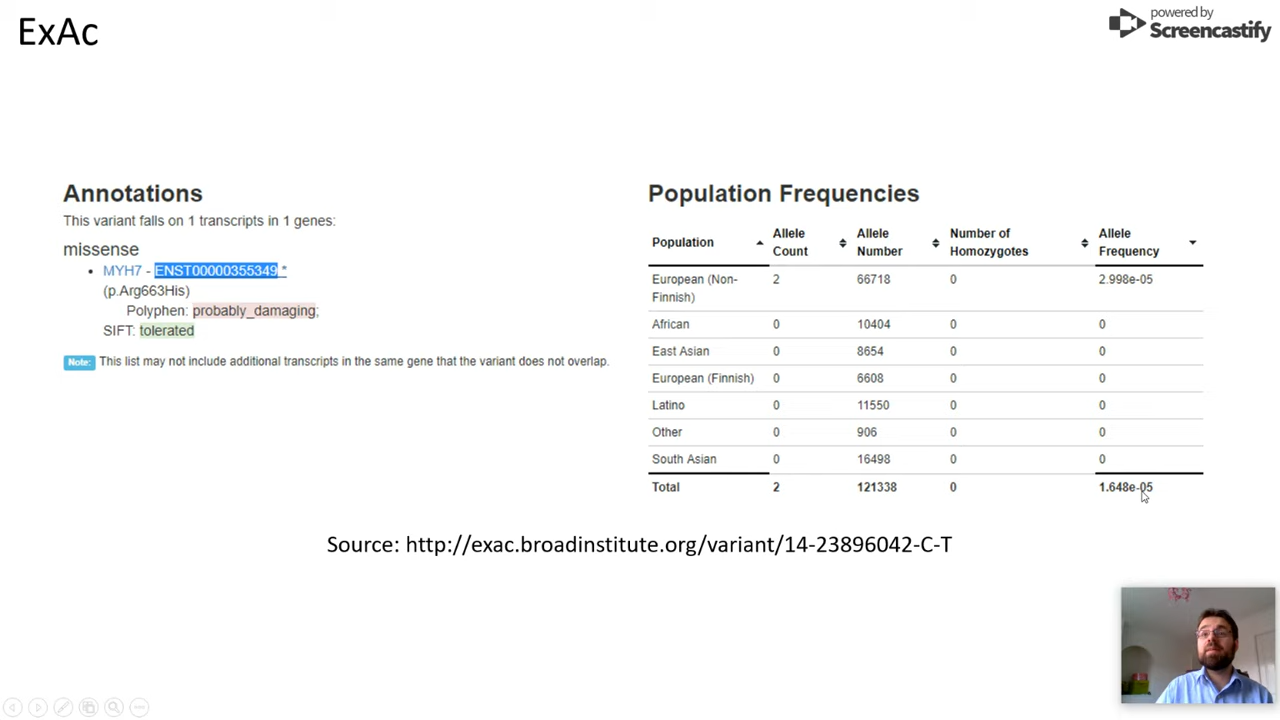 ExAc
powered by
Screencastify
Annotations
This variant falls on 1 transcripts in 1 genes:
missense
• MYH7 - ENST00000355349 *
(p.Arg663His)
Polyphen: probably_damaging;
SIFT: tolerated
Note: This list may not include additional transcripts in the same gene that the variant does not overlap.
Population Frequencies
Population Allele Count Allele Number Number of Homozygotes Allele Frequency
European (Non-Finnish) 2 66718 0 2.998e-05
African 0 10404 0 0
East Asian 0 8654 0 0
European (Finnish) 0 6608 0 0
Latino 0 11550 0 0
Other 0 906 0 0
South Asian 0 16498 0 0
Total 2 121338 0 1.648e-05
Source: http://exac.broadinstitute.org/variant/14-23896042-C-T